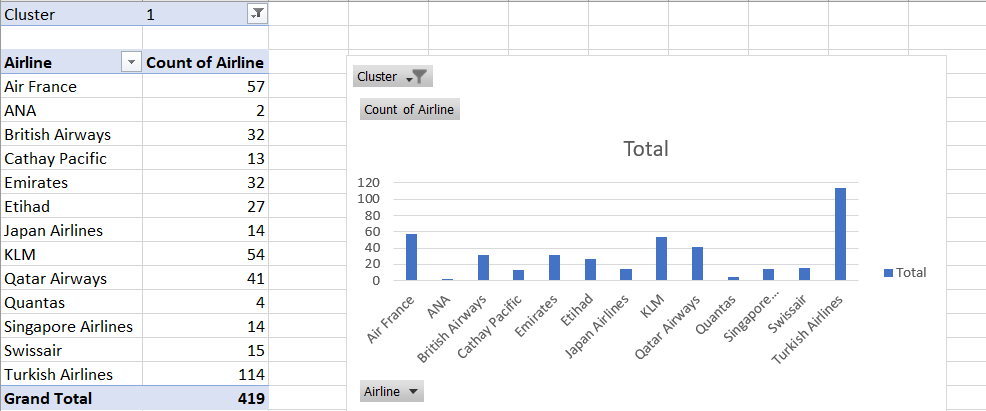 Cluster 1
Airline Count of Airline
Air France 57
ANA 2
British Airways 32
Cathay Pacific 13
Emirates 32
Etihad 27
Japan Airlines 14
KLM 54
Qatar Airways 41
Quantas 4
Singapore Airlines 14
Swissair 15
Turkish Airlines 114
Grand Total 419
Cluster
Count of Airline
Total
120
100
80
60
40
20
0
Air France
ANA
British Airways
Cathay Pacific
Emirates
Etihad
Japan Airlines
KLM
Qatar Airways
Quantas
Singapore...
Swissair
Turkish Airlines
Total
Airline